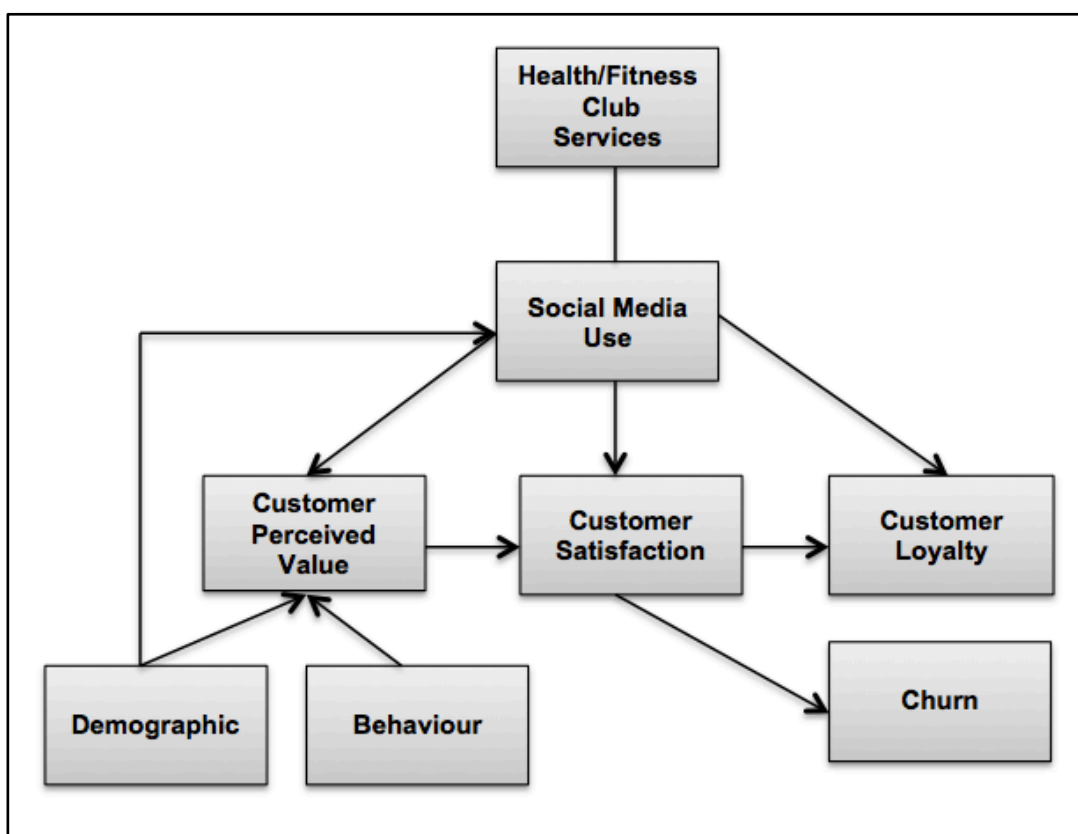 Health/Fitness
Club
Services
Social Media
Use
Customer
Perceived
Value
Customer
Satisfaction
Customer
Loyalty
Demographic
Behaviour
Churn